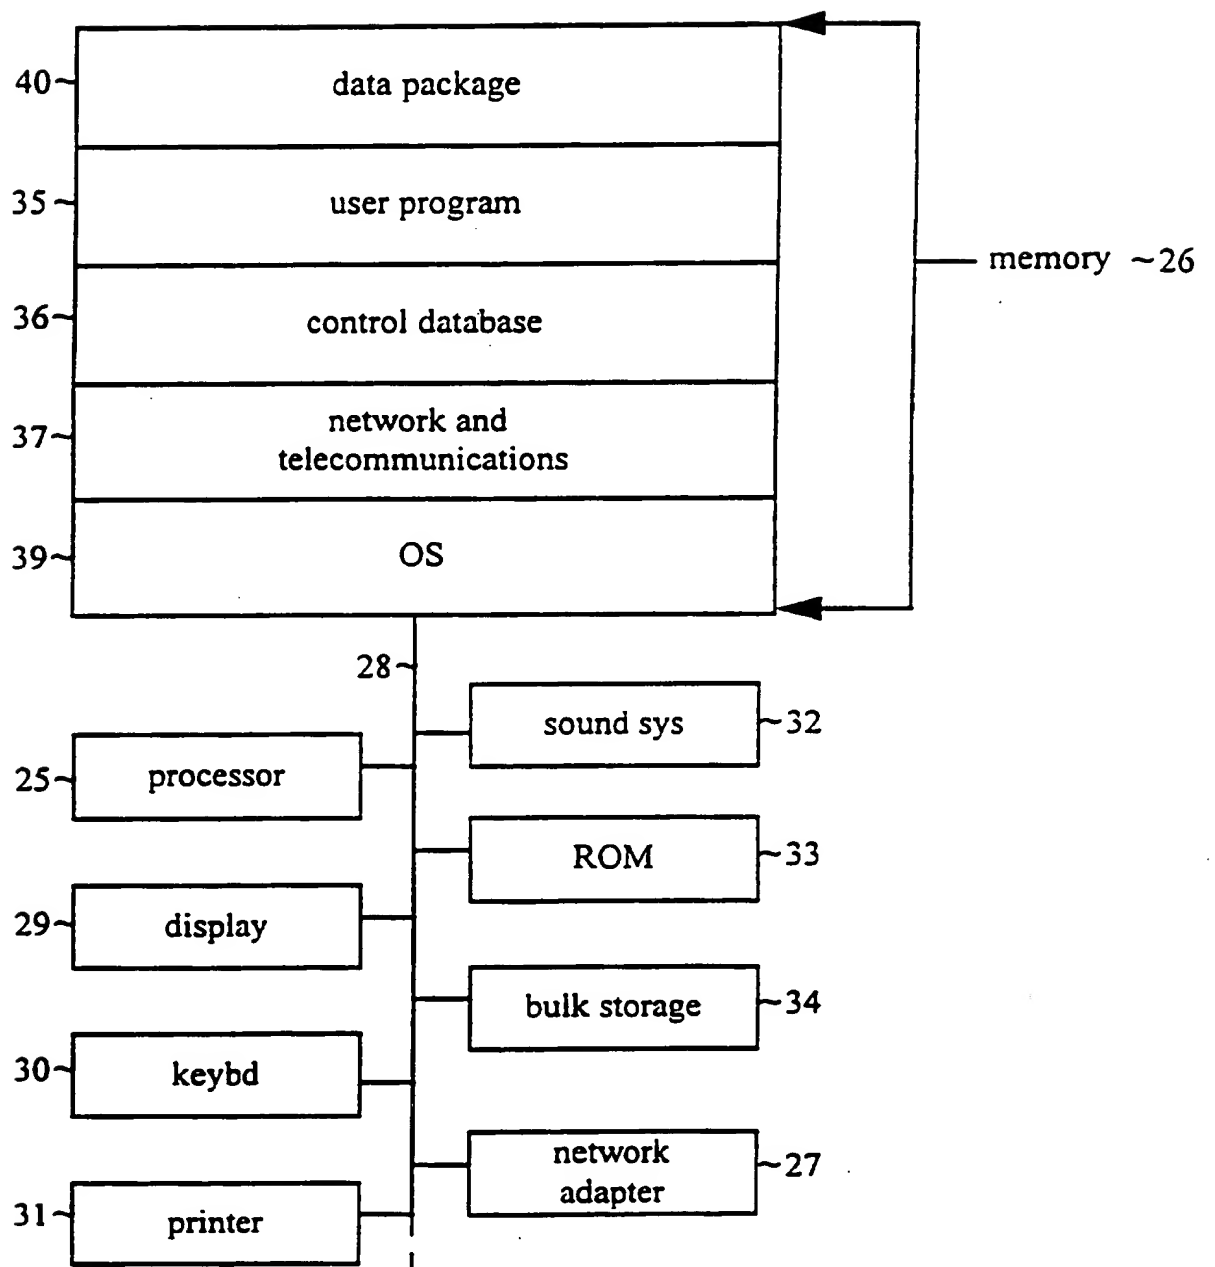 40~ data package
35~ user program
memory ~26
36~ control database
37~ network and
telecommunications
39~ OS
28~
sound sys ~32
25~ processor
ROM ~33
29~ display
bulk storage ~34
30~ keybd
network
adapter ~27
31~ printer